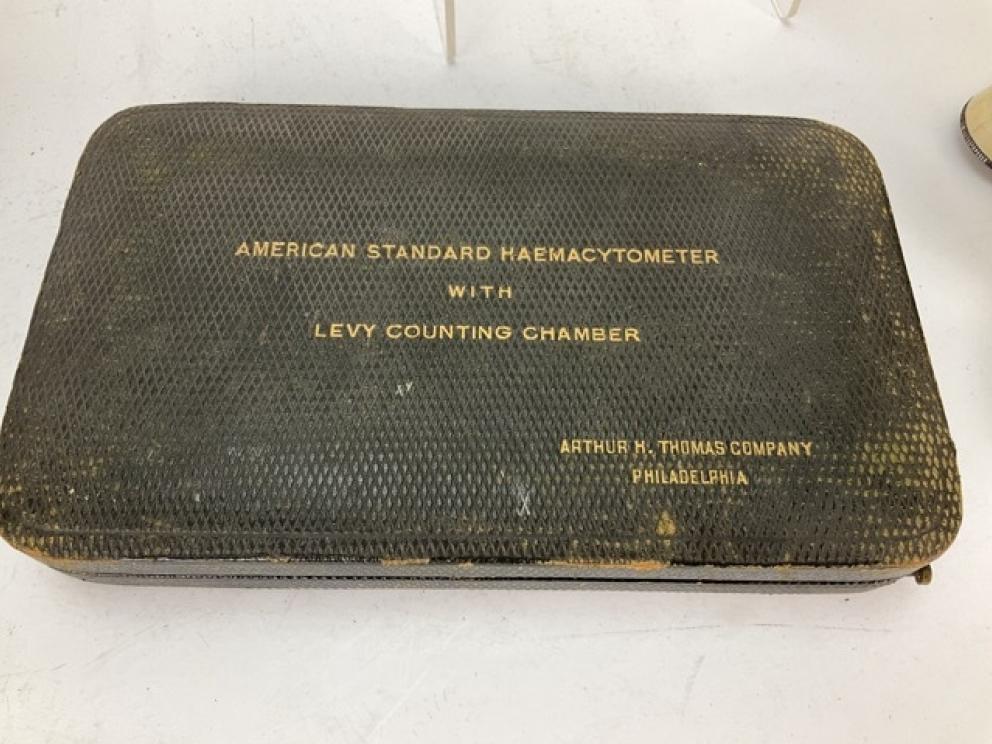 AMERICAN STANDARD HAEMACYTOMETER
WITH
LEVY COUNTING CHAMBER
ARTHUR H. THOMAS COMPANY
PHILADELPHIA